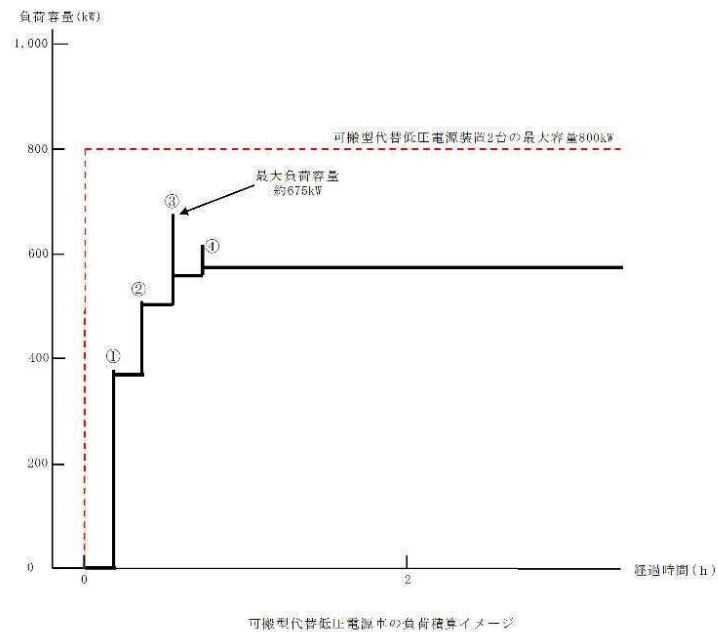 負荷容量(kW)
1,000
可搬型代替低圧電源装置2台の最大容量800kW
800
最大負荷容量
約675kW
③
600
④
②
400
①
200
0
0
2
経過時間(h)
可搬型代替低圧電源車の負荷積算イメージ